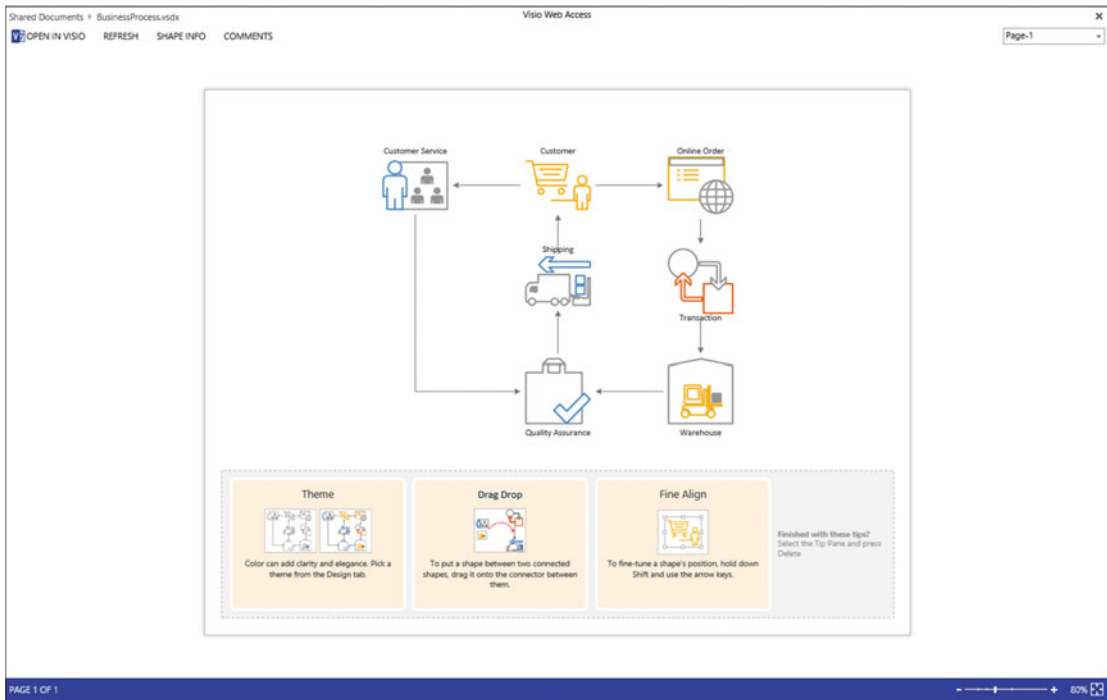 Visio Web Access
Shared Documents ▸ BusinessProcess.vsdx
OPEN IN VISIO REFRESH SHAPE INFO COMMENTS
Page-1
Customer Service Customer Online Order
Shipping
Transaction
Quality Assurance Warehouse
Theme
Color can add clarity and elegance. Pick a
theme from the Design tab.
Drag Drop
To put a shape between two connected
shapes, drag it onto the connector between
them.
Fine Align
To fine-tune a shape's position, hold down
Shift and use the arrow keys.
Finished with these tips?
Select the Tip Pane and press
Delete
PAGE 1 OF 1
80%